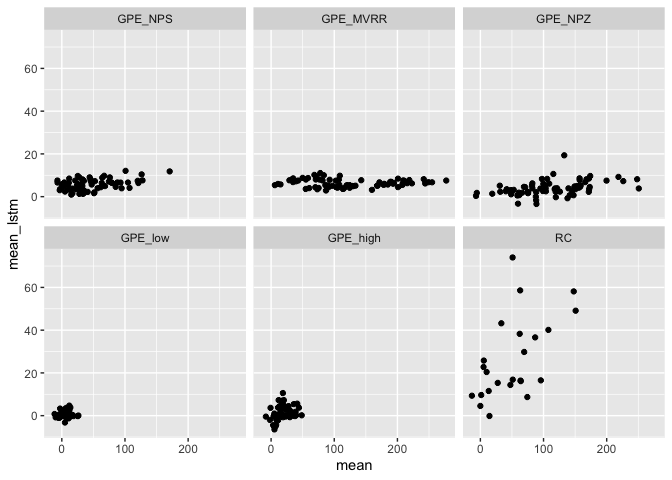 GPE_NPS GPE_MVRR GPE_NPZ
60
40
20
0
GPE_low GPE_high RC
60
40
20
0
mean_lstm
0 100 200 0 100 200 0 100 200
mean